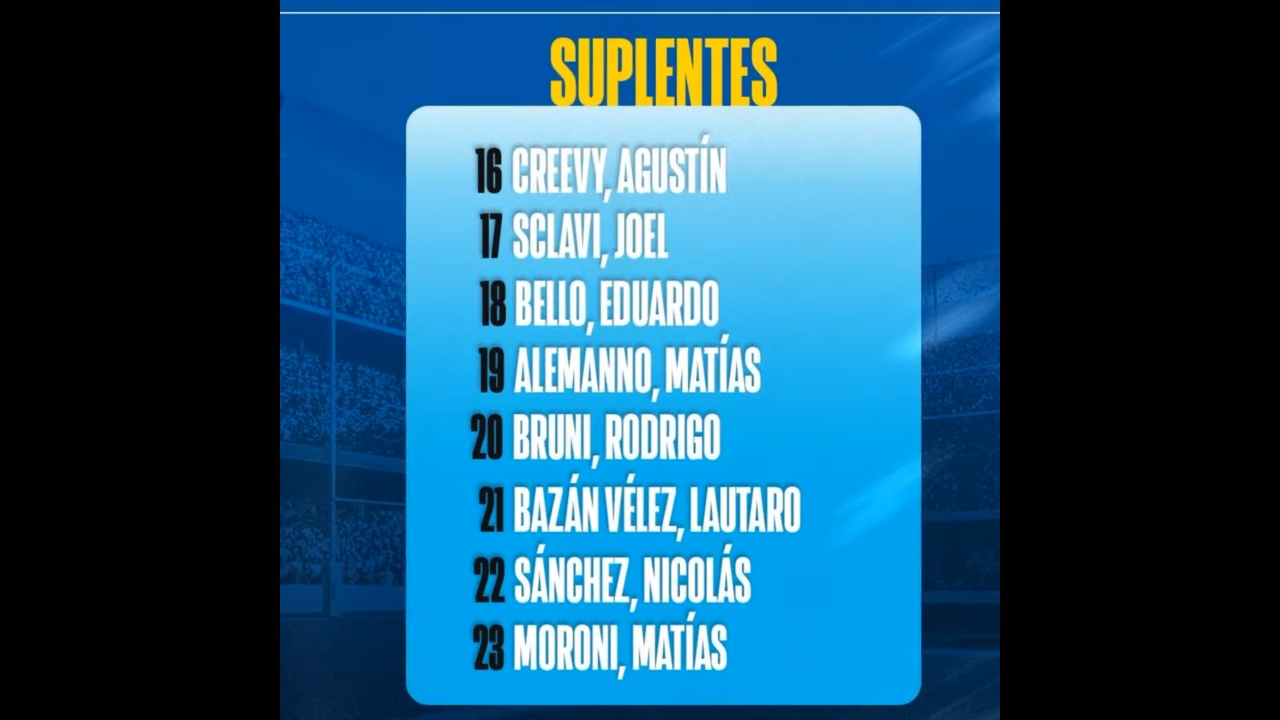 SUPLENTES
16 CREEVY, AGUSTÍN
17 SCLAVI, JOEL
18 BELLO, EDUARDO
19 ALEMANNO, MATÍAS
20 BRUNI, RODRIGO
21 BAZÁN VÉLEZ, LAUTARO
22 SÁNCHEZ, NICOLÁS
23 MORONI, MATÍAS